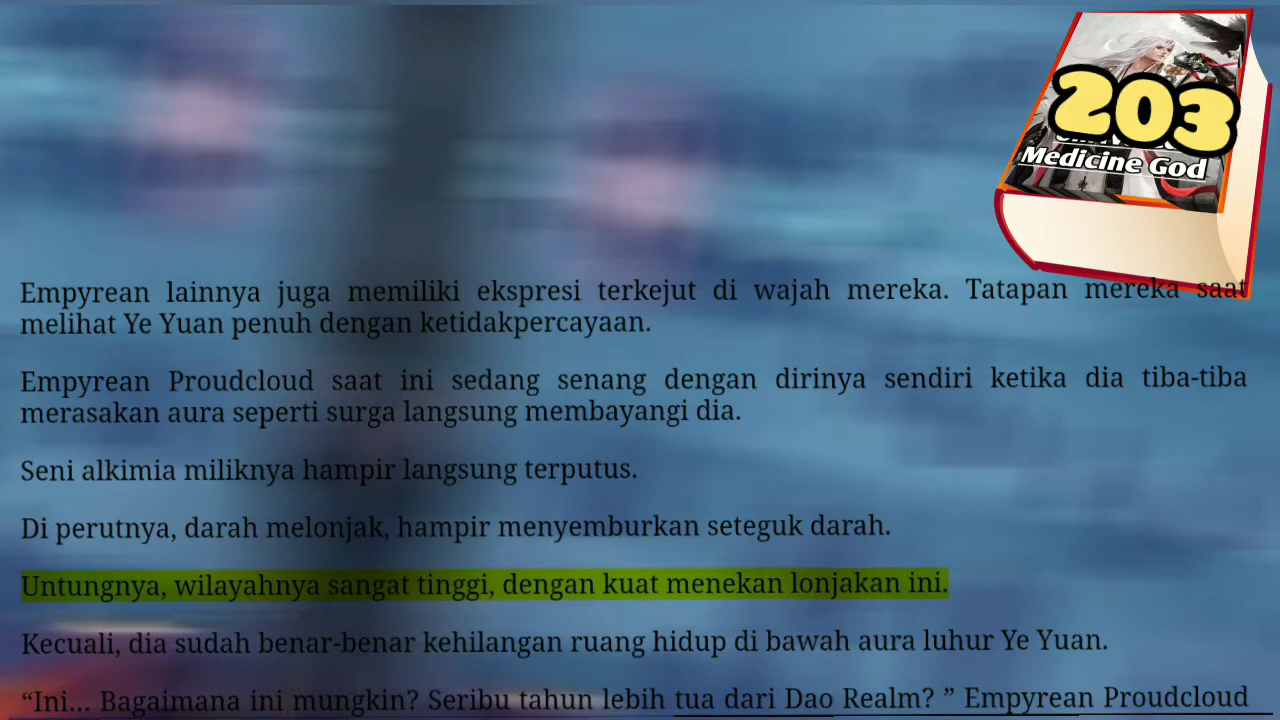 203
Medicine God
Empyrean lainnya juga memiliki ekspresi terkejut di wajah mereka. Tatapan mereka saat
melihat Ye Yuan penuh dengan ketidakpercayaan.
Empyrean Proudcloud saat ini sedang senang dengan dirinya sendiri ketika dia tiba-tiba
merasakan aura seperti surga langsung membayangi dia.
Seni alkimia miliknya hampir langsung terputus.
Di perutnya, darah melonjak, hampir menyemburkan seteguk darah.
Untungnya, wilayahnya sangat tinggi, dengan kuat menekan lonjakan ini.
Kecuali, dia sudah benar-benar kehilangan ruang hidup di bawah aura luhur Ye Yuan.
“Ini... Bagaimana ini mungkin? Seribu tahun lebih tua dari Dao Realm? ” Empyrean Proudcloud